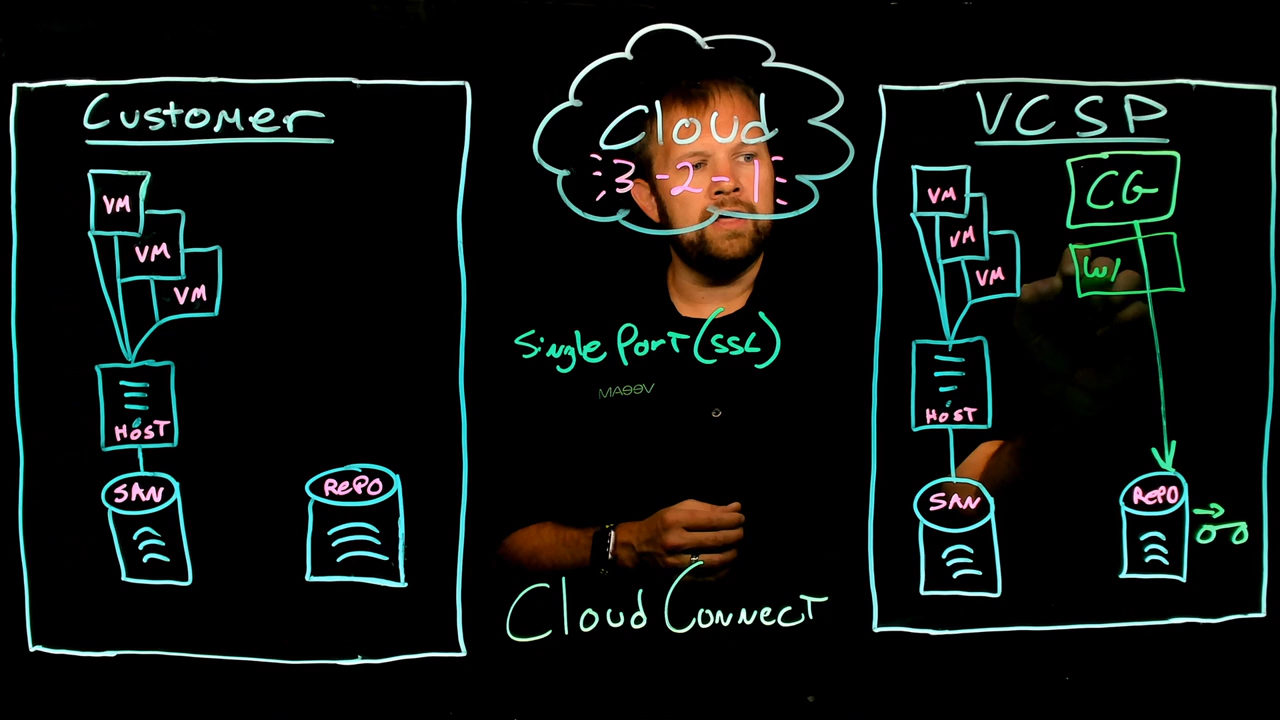 Customer
VM
VM
VM
HOST
SAN
REPO
Cloud
3-2-1
Single Port (SSL)
VeeAM
Cloud Connect
VCSP
CG
W/
VM
VM
VM
HOST
SAN
REPO